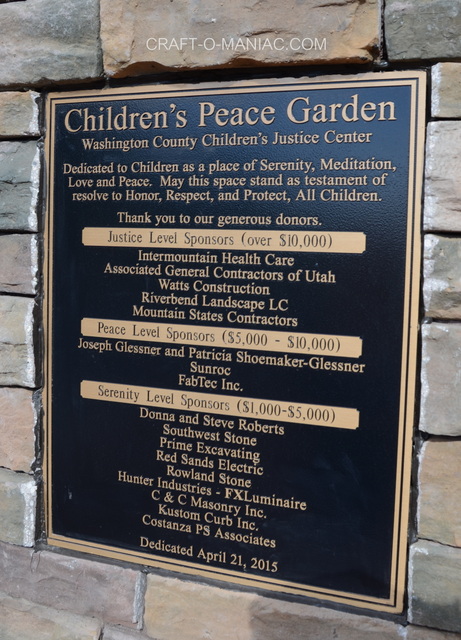 CRAFT-O-MANIAC.COM
Children's Peace Garden
Washington County Children's Justice Center
Dedicated to Children as a place of Serenity, Meditation,
Love and Peace. May this space stand as testament of
resolve to Honor, Respect, and Protect, All Children.
Thank you to our generous donors.
Justice Level Sponsors (over $10,000)
Intermountain Health Care
Associated General Contractors of Utah
Watts Construction
Riverbend Landscape LC
Mountain States Contractors
Peace Level Sponsors ($5,000 - $10,000)
Joseph Glessner and Patricia Shoemaker-Glessner
Sunroc
FabTec Inc.
Serenity Level Sponsors ($1,000-$5,000)
Donna and Steve Roberts
Southwest Stone
Prime Excavating
Red Sands Electric
Rowland Stone
Hunter Industries - FXLuminaire
C & C Masonry Inc.
Kustom Curb Inc.
Costanza PS Associates
Dedicated April 21, 2015